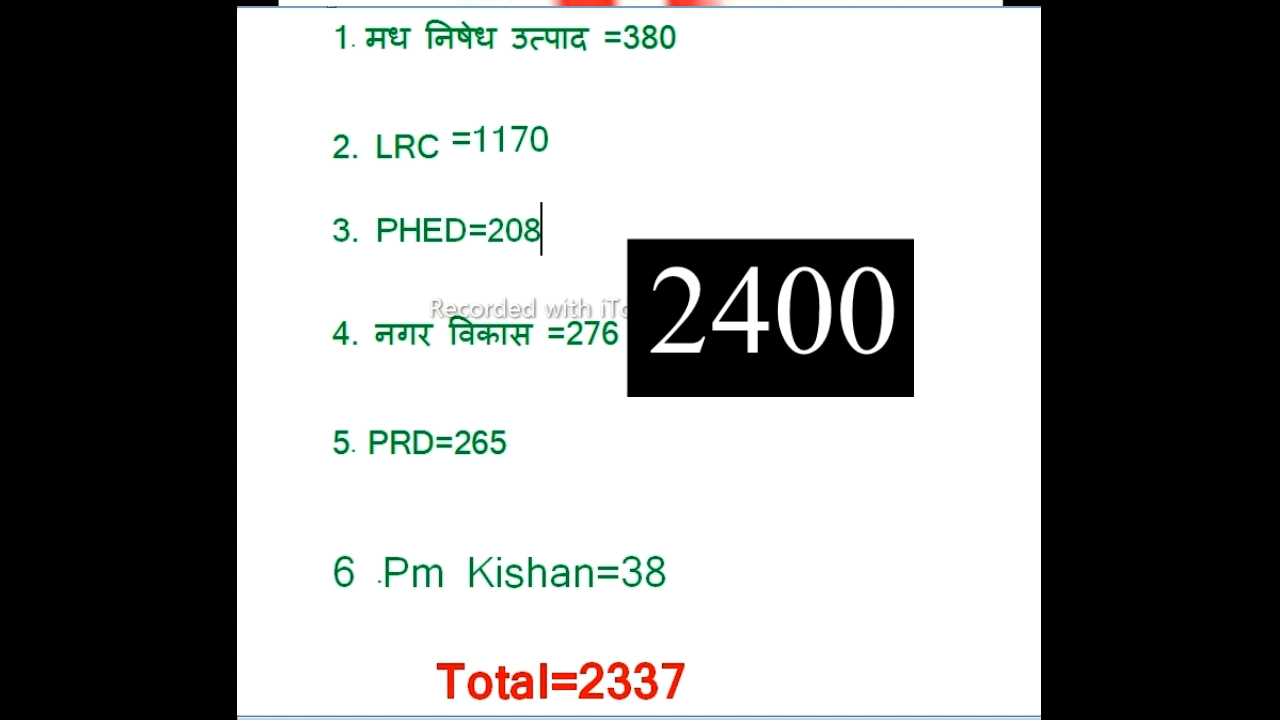 1. मध निषेध उत्पाद =380
2. LRC =1170
3. PHED=208
Recorded with iTo
2400
4. नगर विकास =276
5. PRD=265
6 .Pm Kishan=38
Total=2337